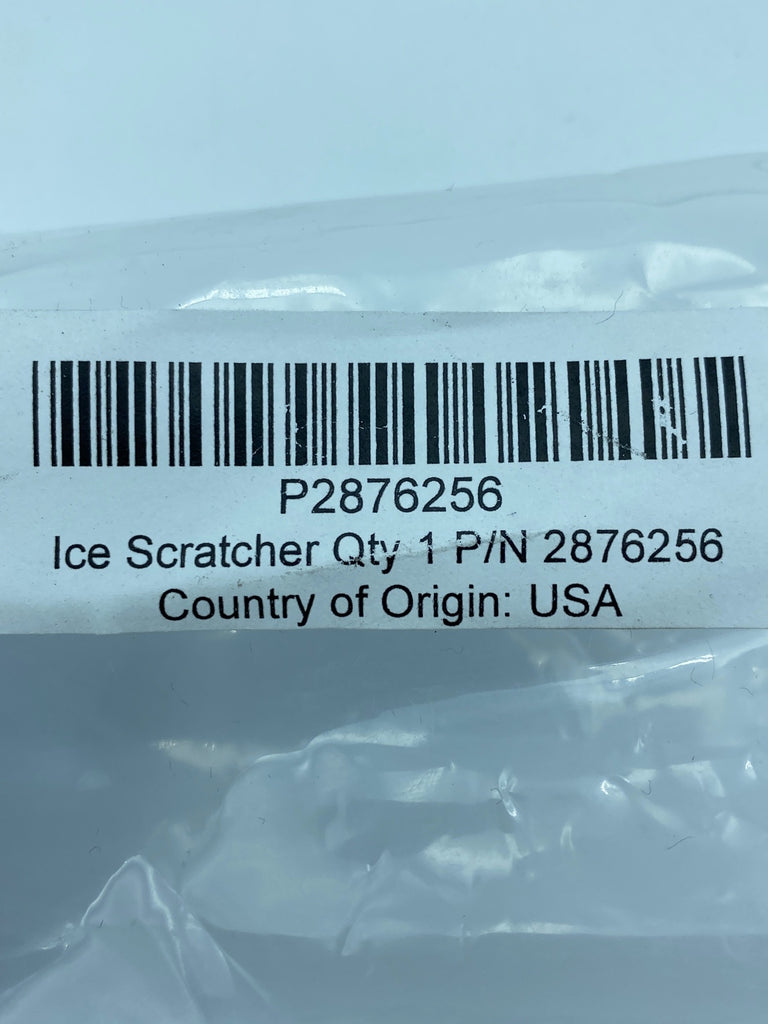 P2876256
Ice Scratcher Qty 1 P/N 2876256
Country of Origin: USA